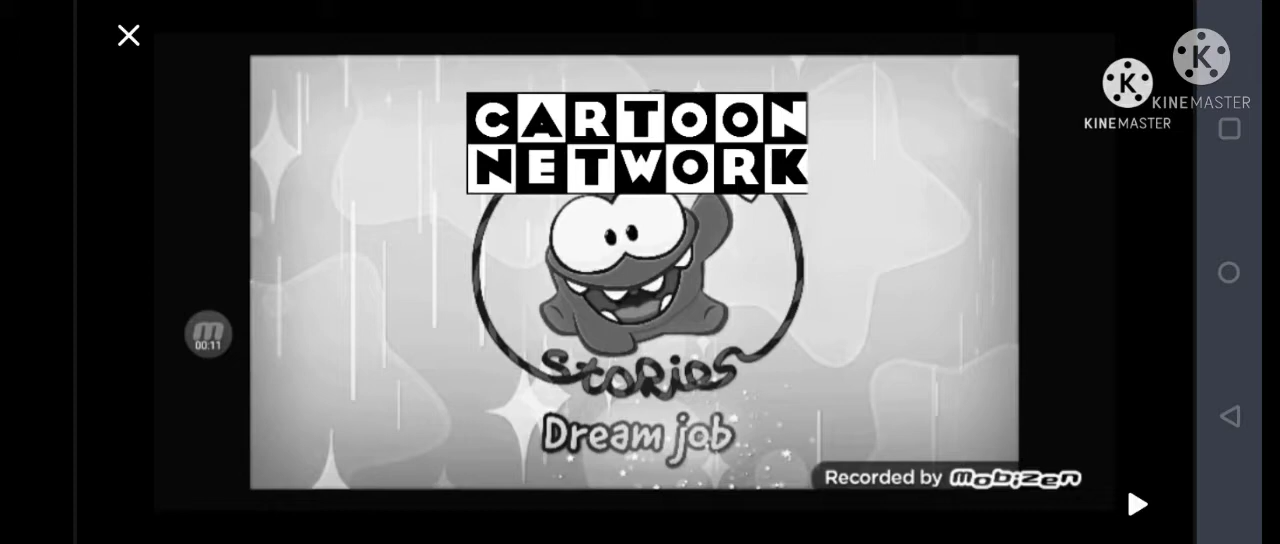 CARTOON
NETWORK
K
KINEMASTER
K
KINEMASTER
m
00:11
STORIES
Dream job
Recorded by mobizen